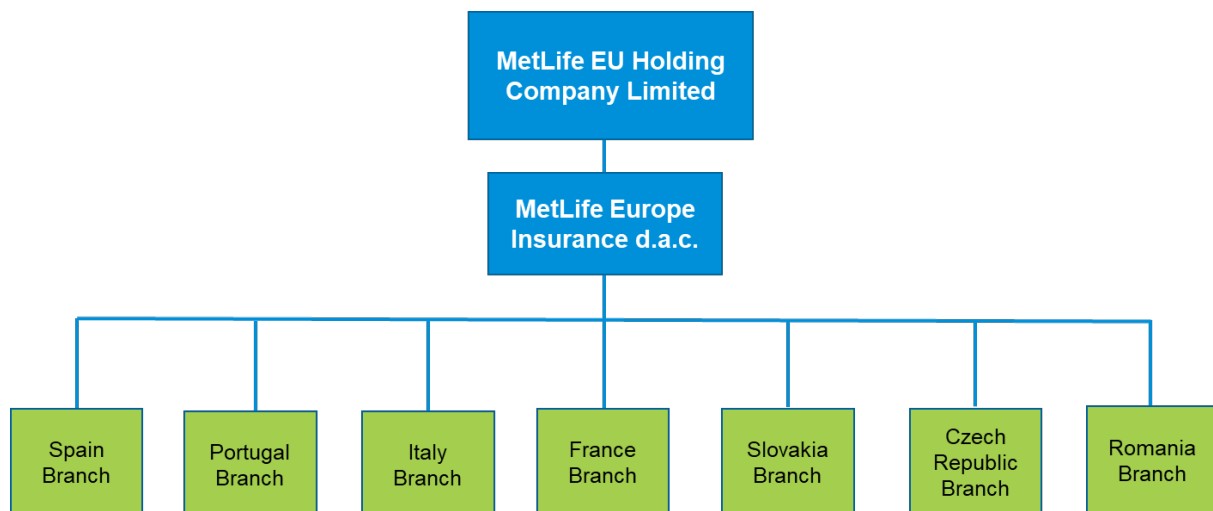 MetLife EU Holding
Company Limited
MetLife Europe
Insurance d.a.c.
Spain
Branch
Portugal
Branch
Italy
Branch
France
Branch
Slovakia
Branch
Czech
Republic
Branch
Romania
Branch